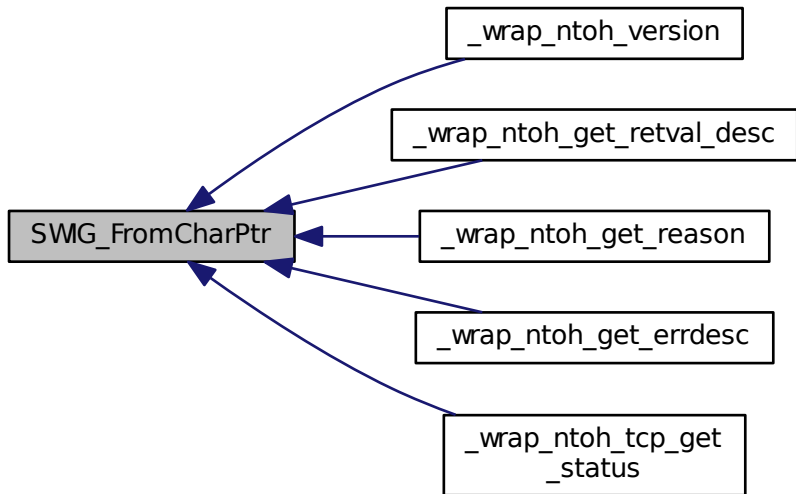 _wrap_ntoh_version
_wrap_ntoh_get_retval_desc
SWIG_FromCharPtr
_wrap_ntoh_get_reason
_wrap_ntoh_get_errdesc
_wrap_ntoh_tcp_get
_status